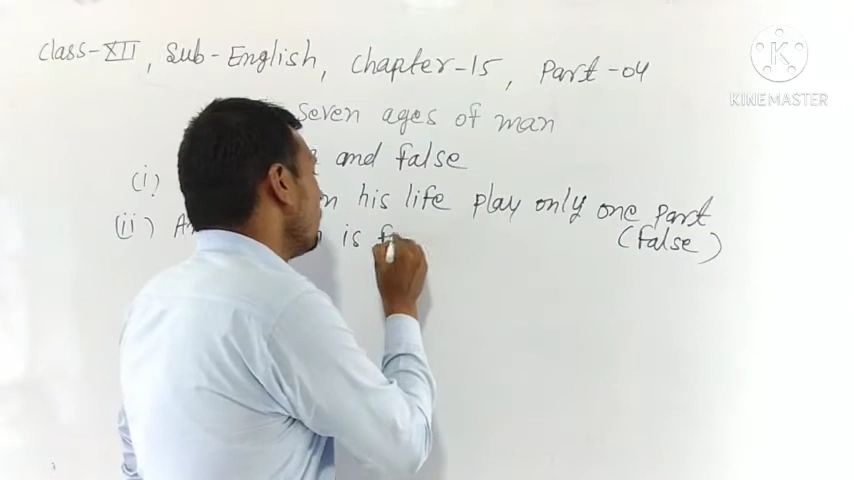 Class-XII, Sub-English, Chapter-15, Part-04
Seven ages of man
and false
(i) his life play only one part
(false)
(ii) is
KINEMASTER